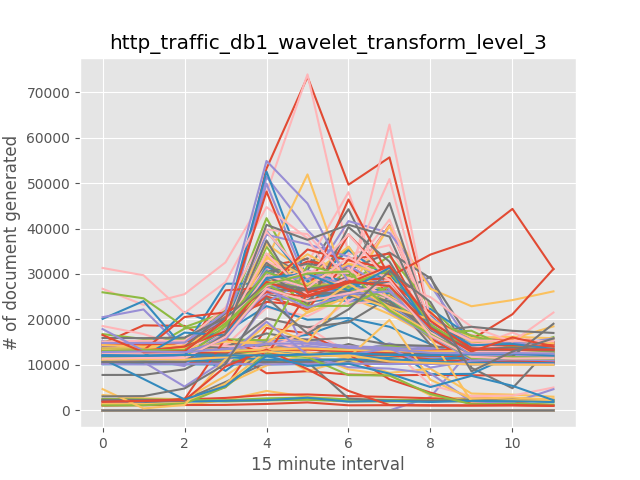 http_traffic_db1_wavelet_transform_level_3
# of document generated
70000
60000
50000
40000
30000
20000
10000
0
0 2 4 6 8 10
15 minute interval